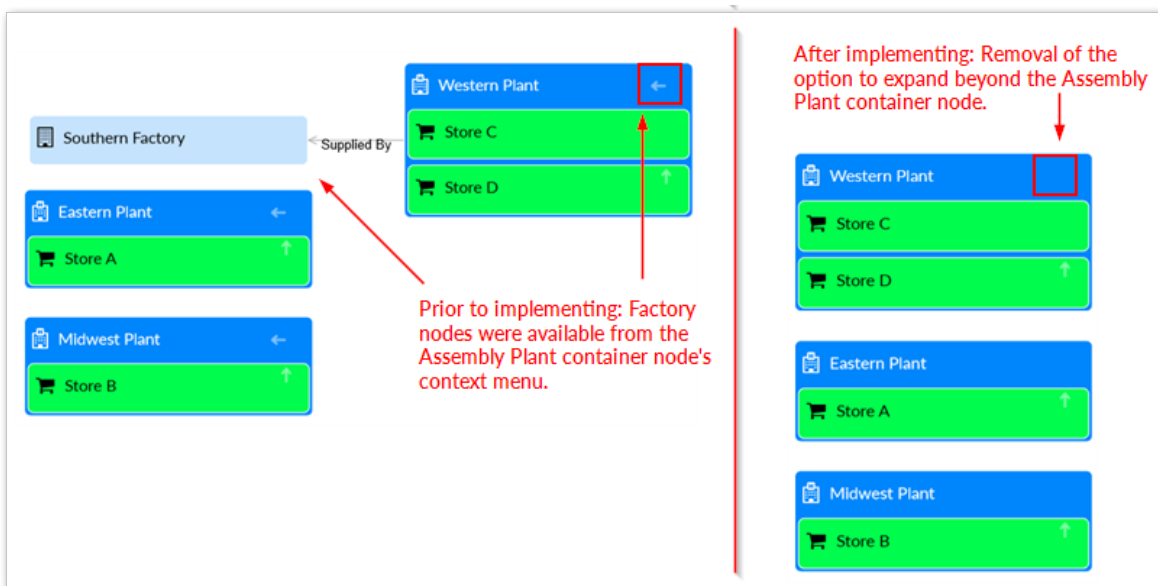 Western Plant
Store C
Store D
Southern Factory
Supplied By
Eastern Plant
Store A
Midwest Plant
Store B
Prior to implementing: Factory
nodes were available from the
Assembly Plant container node's
context menu.
After implementing: Removal of the
option to expand beyond the Assembly
Plant container node.
Western Plant
Store C
Store D
Eastern Plant
Store A
Midwest Plant
Store B